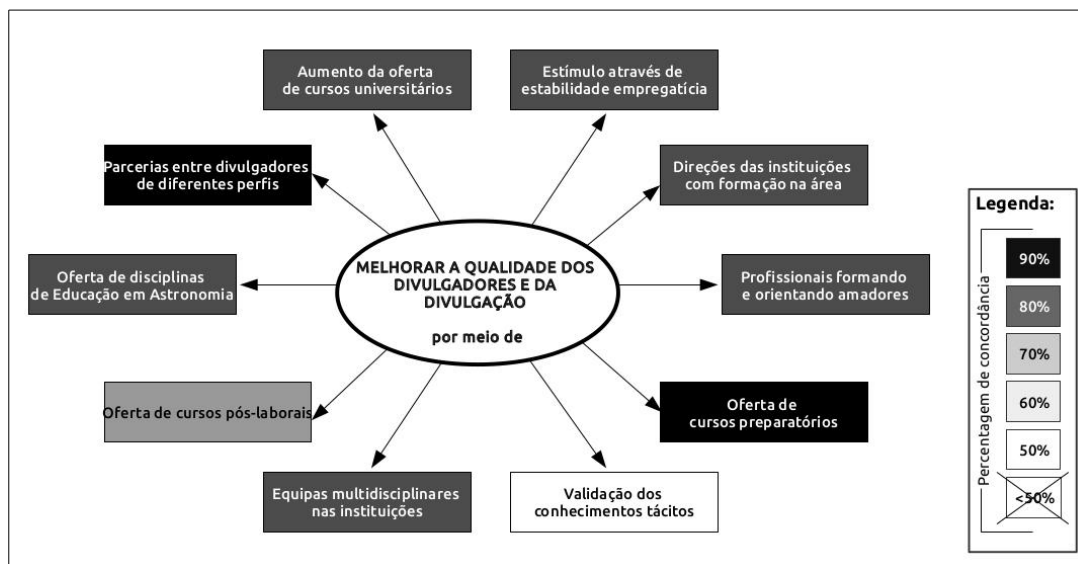 Aumento da oferta
de cursos universitários
Estímulo através de
estabilidade empregatícia
Parcerias entre divulgadores
de diferentes perfis
Direções das instituições
com formação na área
MELHORAR A QUALIDADE DOS
DIVULGADORES E DA
DIVULGAÇÃO
por meio de
Oferta de disciplinas
de Educação em Astronomia
Profissionais formando
e orientando amadores
Oferta de cursos pós-laborais
Oferta de
cursos preparatórios
Equipas multidisciplinares
nas instituições
Validação dos
conhecimentos tácitos
Legenda:
Percentagem de concordância
90%
80%
70%
60%
50%
<50%